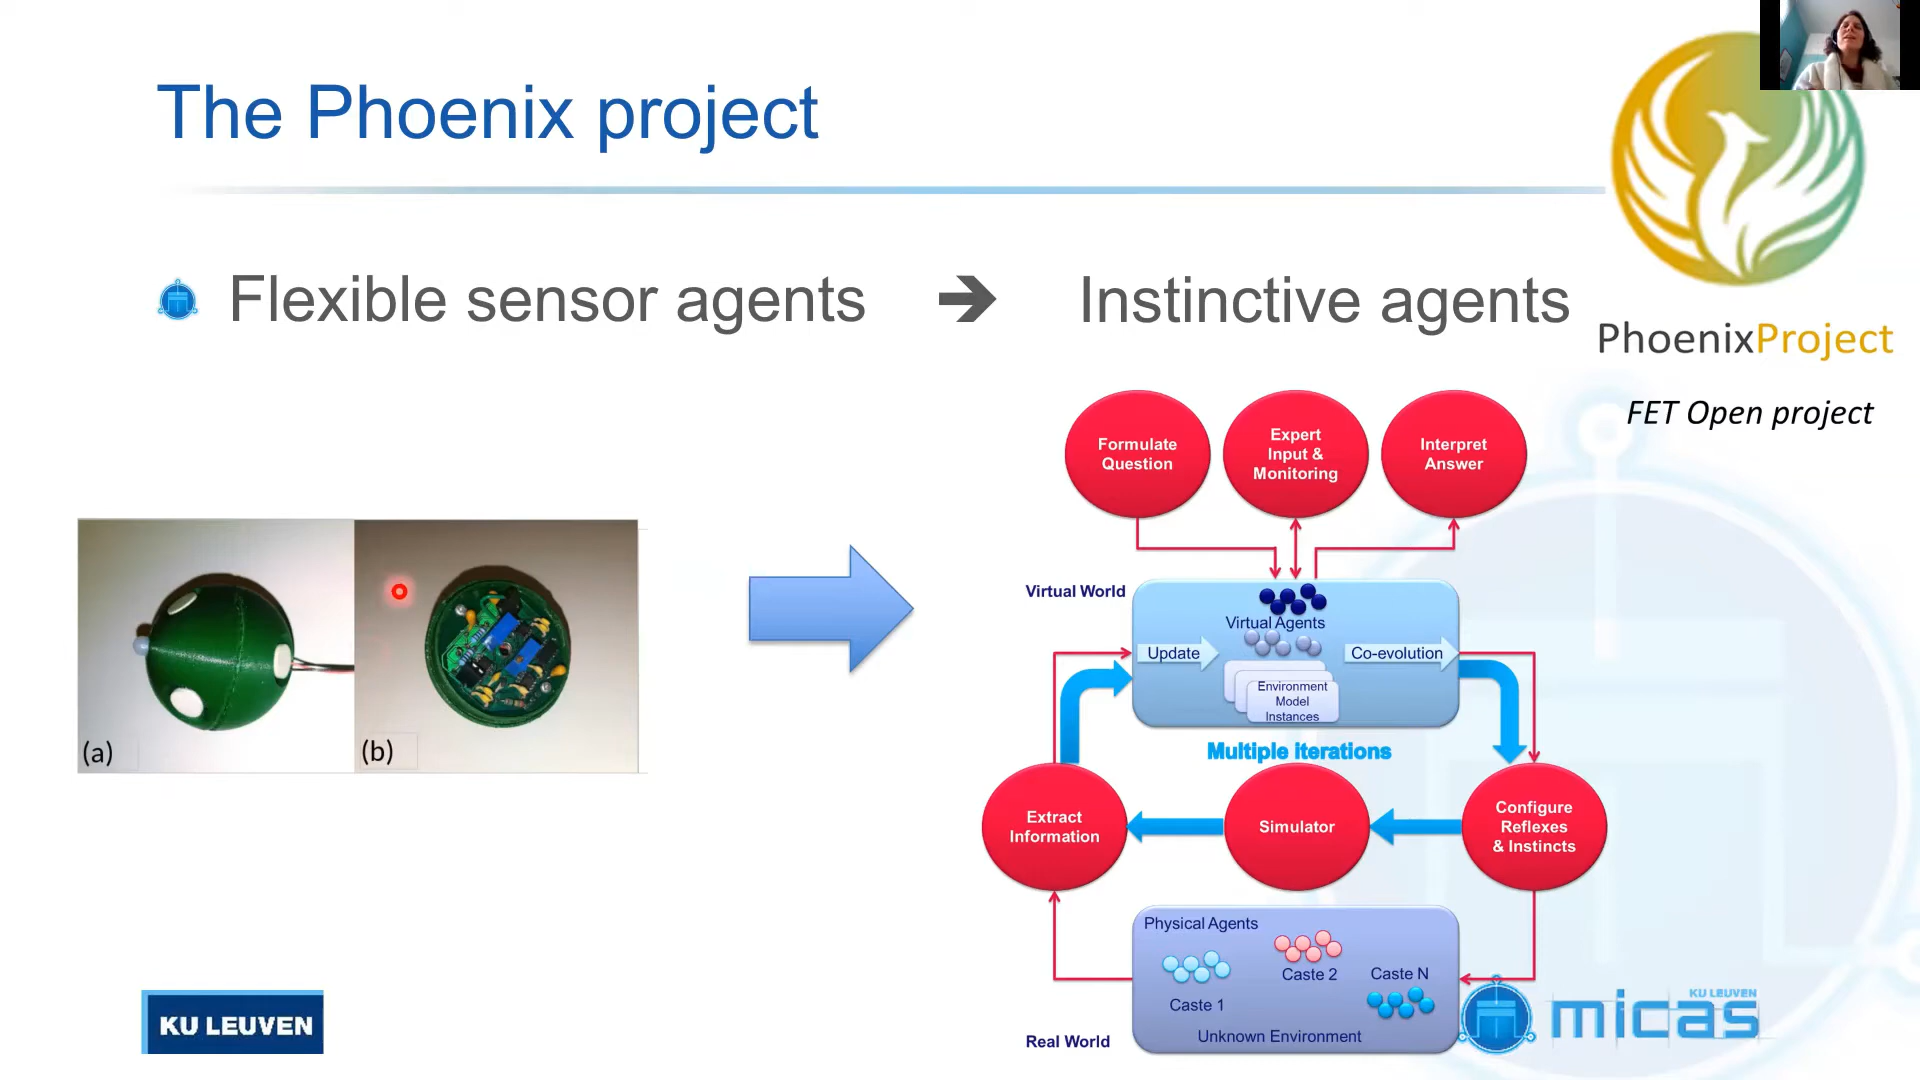 The Phoenix project
Flexible sensor agents ➔ Instinctive agents
PhoenixProject
FET Open project
Formulate
Question
Expert
Input &
Monitoring
Interpret
Answer
Virtual World
Virtual Agents
Update
Co-evolution
Environment
Model
Instances
Multiple iterations
Extract
Information
Simulator
Configure
Reflexes
& Instincts
(a)
(b)
Physical Agents
Caste 1
Caste 2
Caste N
Unknown Environment
Real World
KU LEUVEN
KU LEUVEN
micas